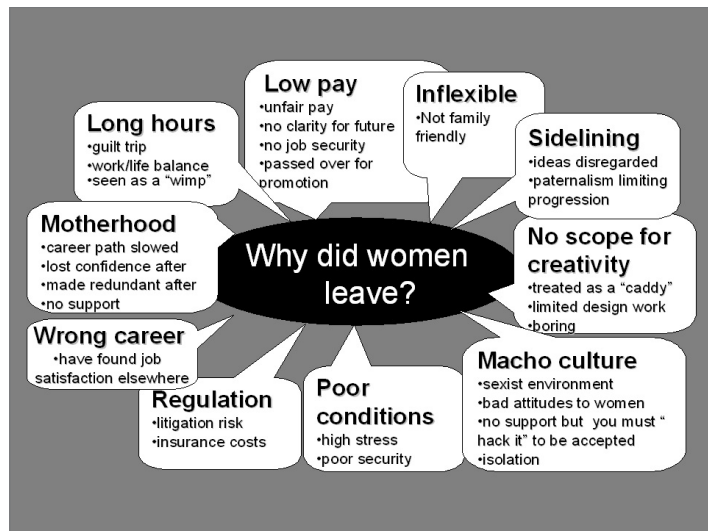 Low pay
•unfair pay
•no clarity for future
•no job security
•passed over for
promotion
Inflexible
•Not family
friendly
Long hours
•guilt trip
•work/life balance
•seen as a “wimp”
Sidelining
•ideas disregarded
•paternalism limiting
progression
Motherhood
•career path slowed
•lost confidence after
•made redundant after
•no support
Why did women
leave?
No scope for
creativity
•treated as a “caddy”
•limited design work
•boring
Wrong career
•have found job
satisfaction elsewhere
Regulation
•litigation risk
•insurance costs
Poor
conditions
•high stress
•poor security
Macho culture
•sexist environment
•bad attitudes to women
•no support but  you must “
hack it” to be accepted
•isolation